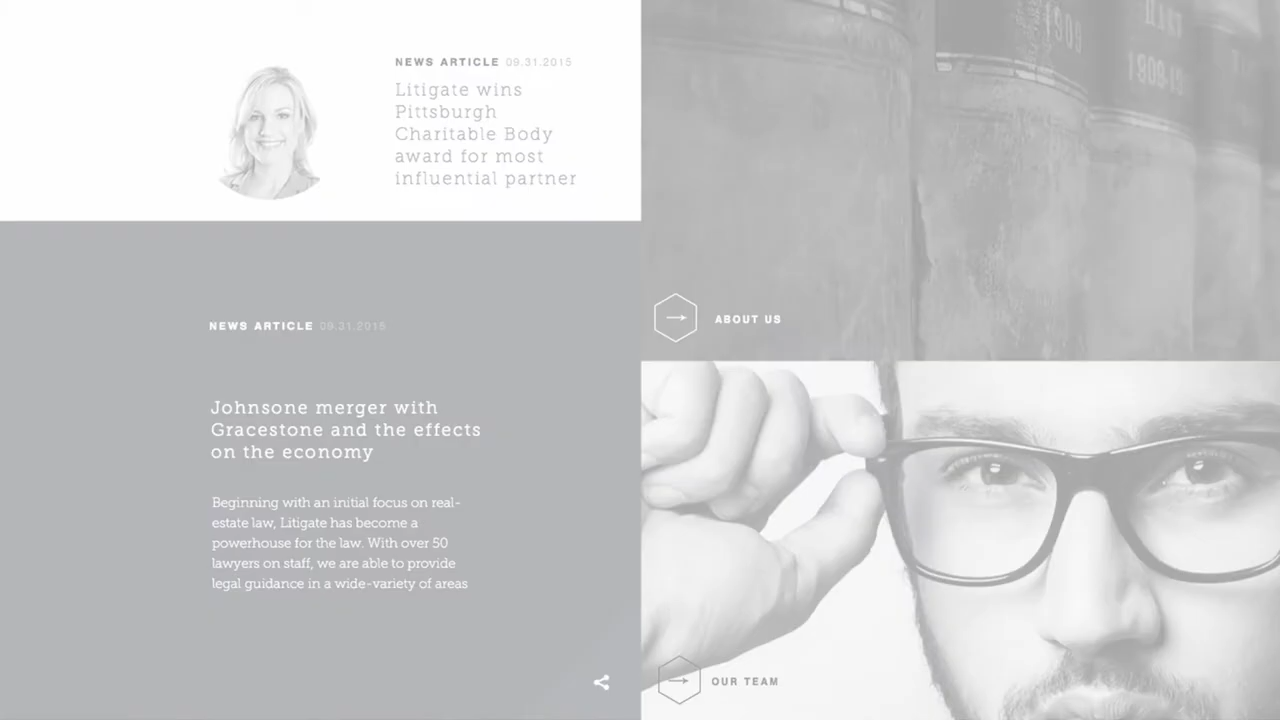 NEWS ARTICLE 09.31.2015
Litigate wins
Pittsburgh
Charitable Body
award for most
influential partner
NEWS ARTICLE 09.31.2015
Johnsone merger with
Gracestone and the effects
on the economy
Beginning with an initial focus on real-
estate law, Litigate has become a
powerhouse for the law. With over 50
lawyers on staff, we are able to provide
legal guidance in a wide-variety of areas
1909
ABOUT US
OUR TEAM